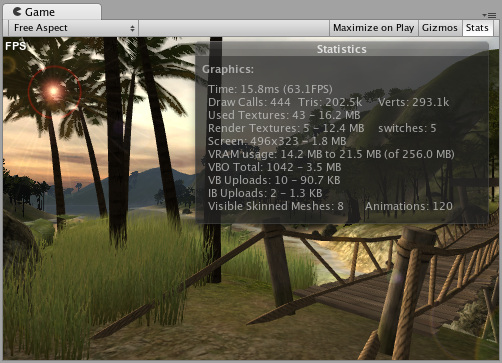 Game
Free Aspect
Maximize on Play
Gizmos
Stats
FPS
Statistics
Graphics:
Time: 15.8ms (63.1FPS)
Draw Calls: 444 Tris: 202.5k Verts: 293.1k
Used Textures: 43 – 16.2 MB
Render Textures: 5 – 12.4 MB switches: 5
Screen: 496x323 – 1.8 MB
VRAM usage: 14.2 MB to 21.5 MB (of 256.0 MB)
VBO Total: 1042 – 3.5 MB
VB Uploads: 10 – 90.7 KB
IB Uploads: 2 – 1.3 KB
Visible Skinned Meshes: 8 Animations: 120